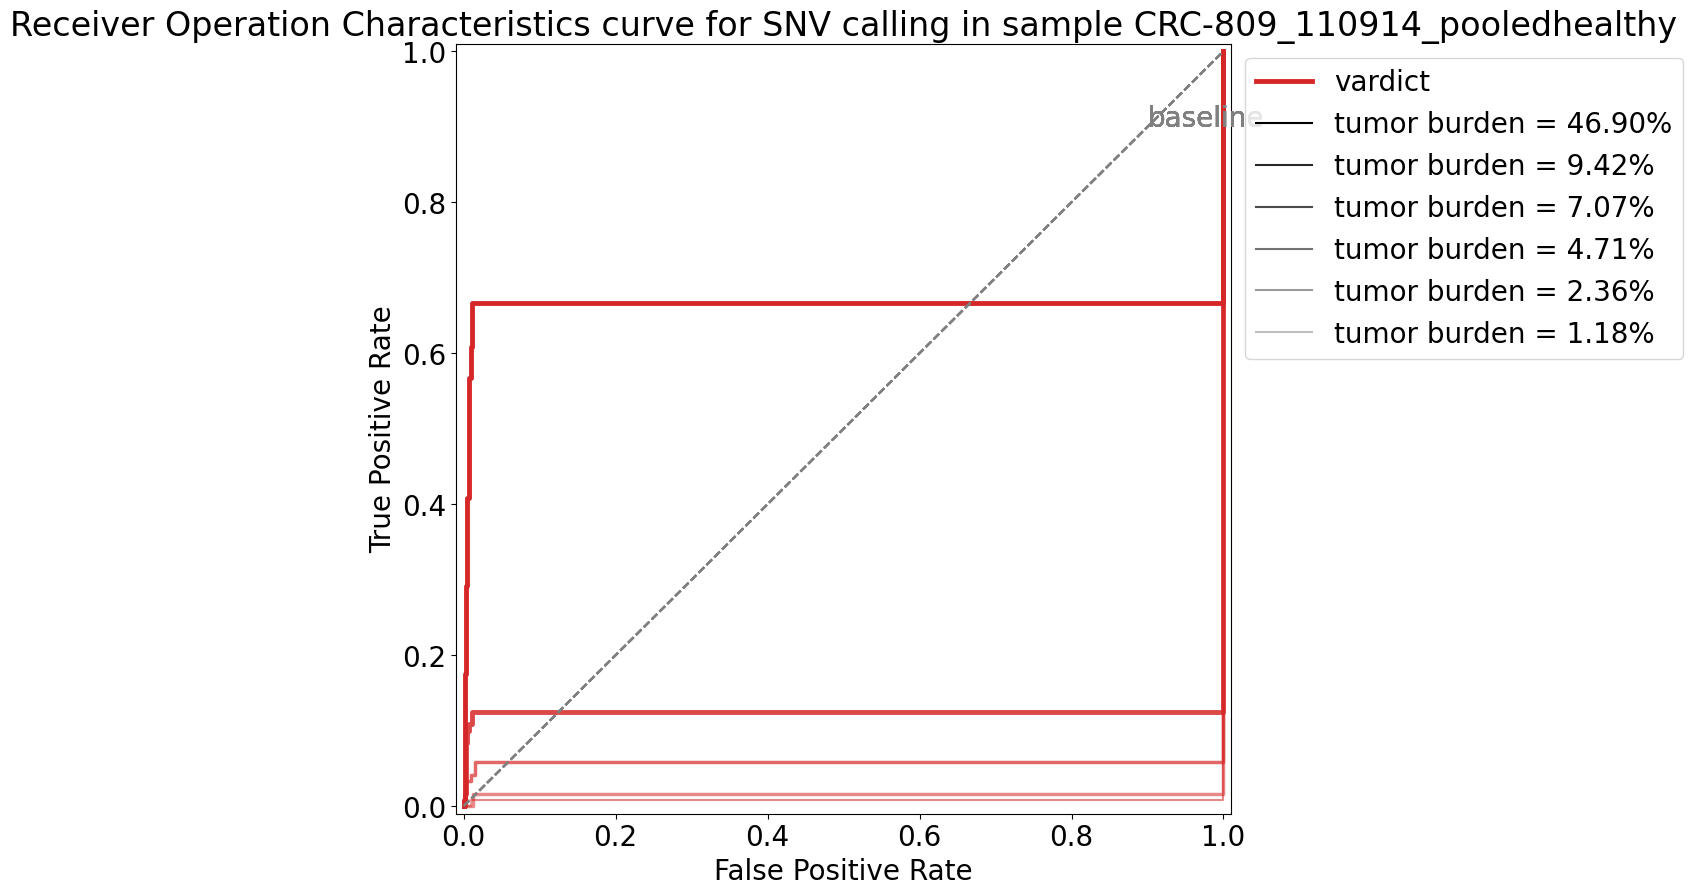 Receiver Operation Characteristics curve for SNV calling in sample CRC-809_110914_pooledhealthy
1.0
0.8
0.6
0.4
0.2
0.0
True Positive Rate
baseline
0.0 0.2 0.4 0.6 0.8 1.0
False Positive Rate
vardict
tumor burden = 46.90%
tumor burden = 9.42%
tumor burden = 7.07%
tumor burden = 4.71%
tumor burden = 2.36%
tumor burden = 1.18%